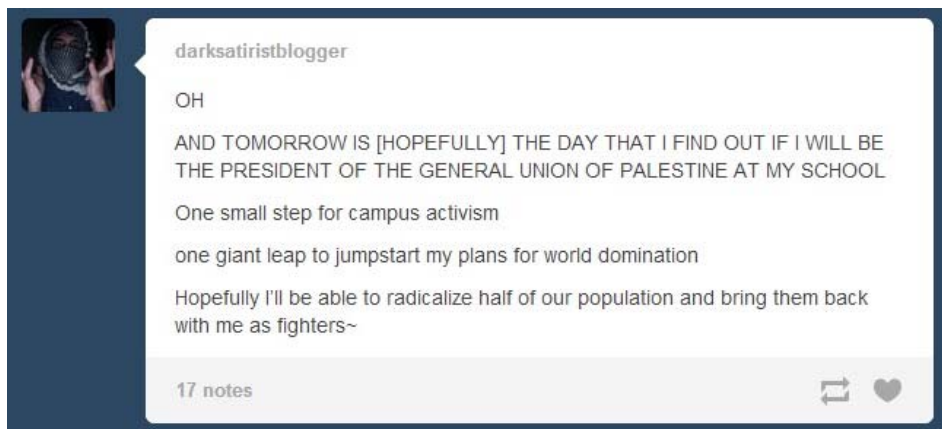 darksatiristblogger
OH
AND TOMORROW IS [HOPEFULLY] THE DAY THAT I FIND OUT IF I WILL BE
THE PRESIDENT OF THE GENERAL UNION OF PALESTINE AT MY SCHOOL
One small step for campus activism
one giant leap to jumpstart my plans for world domination
Hopefully I'll be able to radicalize half of our population and bring them back
with me as fighters~
17 notes